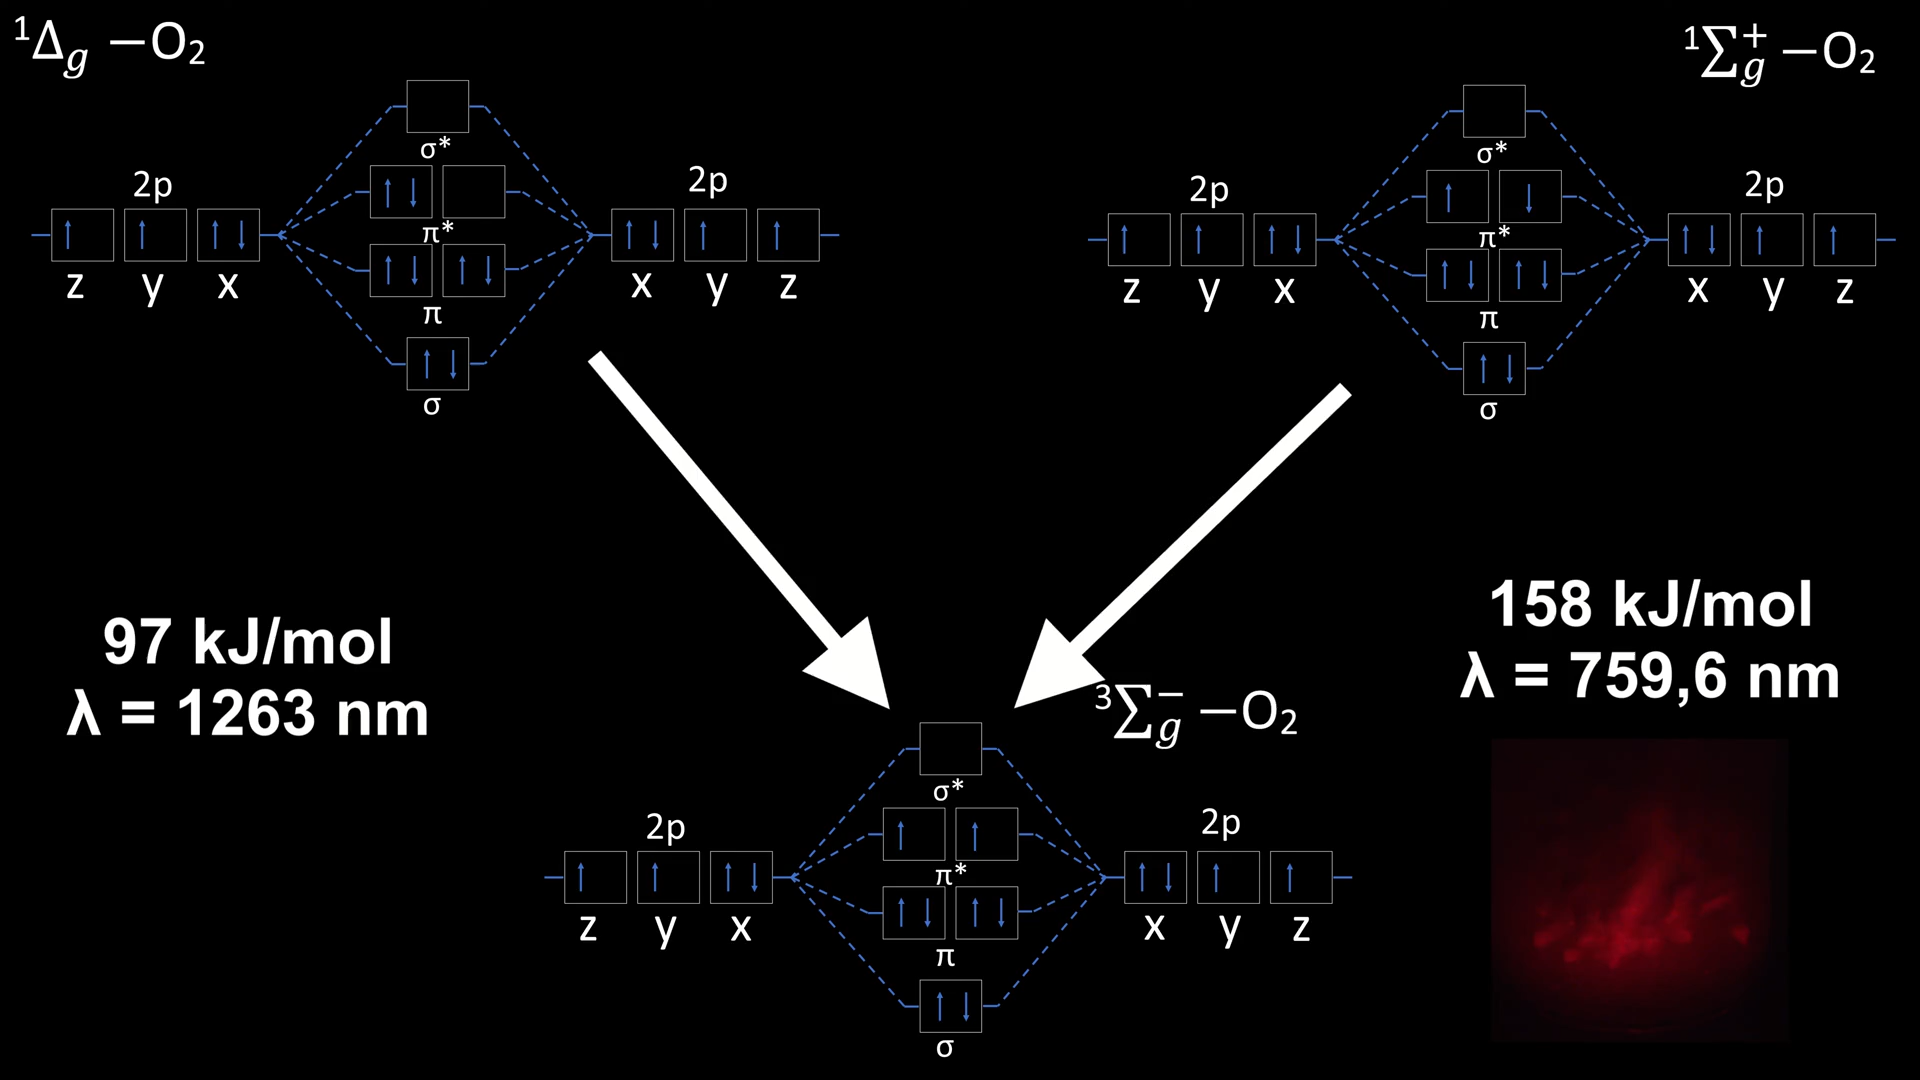 ¹Δg −O₂
¹Σg⁺ −O₂
σ*
σ*
2p
2p
2p
2p
π*
π*
z y x
x y z
z y x
x y z
π
π
σ
σ
97 kJ/mol
λ = 1263 nm
158 kJ/mol
λ = 759,6 nm
³Σg⁻ −O₂
σ*
2p
2p
π*
z y x
x y z
π
σ